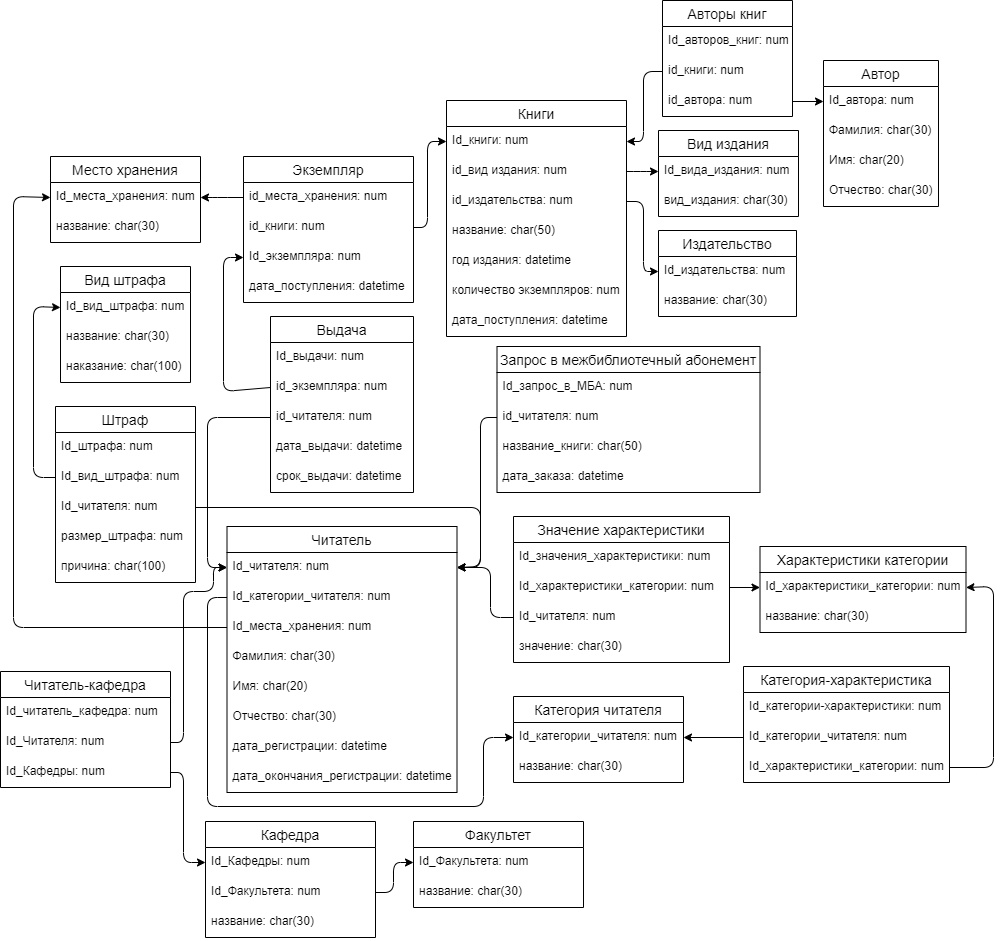 Авторы книг
Id_авторов_книг: num
id_книги: num
id_автора: num
Автор
Id_автора: num
Фамилия: char(30)
Имя: char(20)
Отчество: char(30)
Книги
Id_книги: num
id_вид издания: num
id_издательства: num
название: char(50)
год издания: datetime
количество экземпляров: num
дата_поступления: datetime
Вид издания
Id_вида_издания: num
вид_издания: char(30)
Издательство
Id_издательства: num
название: char(30)
Место хранения
Id_места_хранения: num
название: char(30)
Экземпляр
id_места_хранения: num
id_книги: num
Id_экземпляра: num
дата_поступления: datetime
Вид штрафа
Id_вид_штрафа: num
название: char(30)
наказание: char(100)
Выдача
Id_выдачи: num
id_экземпляра: num
id_читателя: num
дата_выдачи: datetime
срок_выдачи: datetime
Запрос в межбиблиотечный абонемент
Id_запрос_в_МБА: num
id_читателя: num
название_книги: char(50)
дата_заказа: datetime
Штраф
Id_штрафа: num
Id_вид_штрафа: num
Id_читателя: num
размер_штрафа: num
причина: char(100)
Читатель
Id_читателя: num
Id_категории_читателя: num
Id_места_хранения: num
Фамилия: char(30)
Имя: char(20)
Отчество: char(30)
дата_регистрации: datetime
дата_окончания_регистрации: datetime
Значение характеристики
Id_значения_характеристики: num
Id_характеристики_категории: num
Id_читателя: num
значение: char(30)
Характеристики категории
Id_характеристики_категории: num
название: char(30)
Читатель-кафедра
Id_читатель_кафедра: num
Id_Читателя: num
Id_Кафедры: num
Категория читателя
Id_категории_читателя: num
название: char(30)
Категория-характеристика
Id_категории-характеристики: num
Id_категории_читателя: num
Id_характеристики_категории: num
Кафедра
Id_Кафедры: num
Id_Факультета: num
название: char(30)
Факультет
Id_Факультета: num
название: char(30)